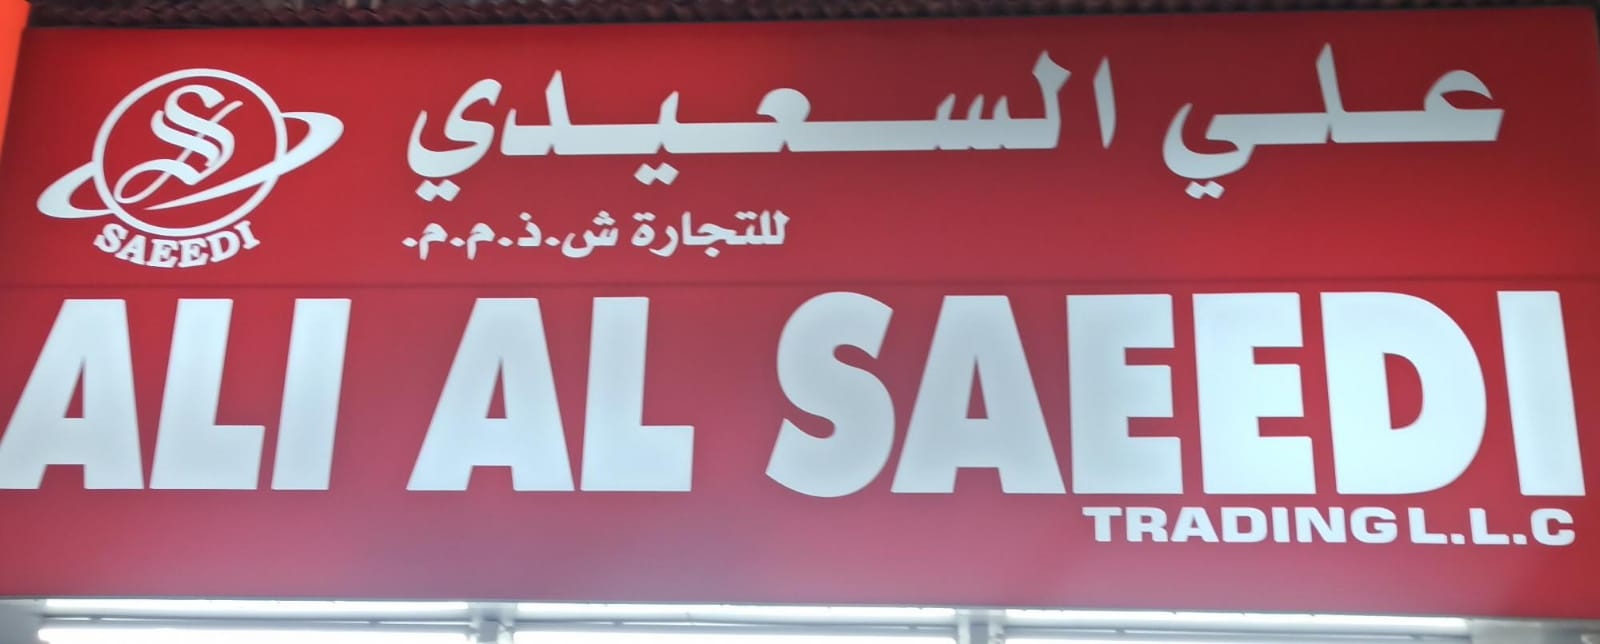 علي السعيدي
للتجارة ش.ذ.م.م.
S
SAEEDI
ALI AL SAEEDI
TRADING L.L.C